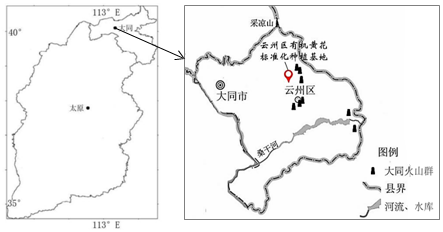 113° E
大同
40°
太原
35°
113° E
采凉山
云州区有机黄花
标准化种植基地
大同市
云州区
桑干河
图例
大同火山群
县界
河流、水库